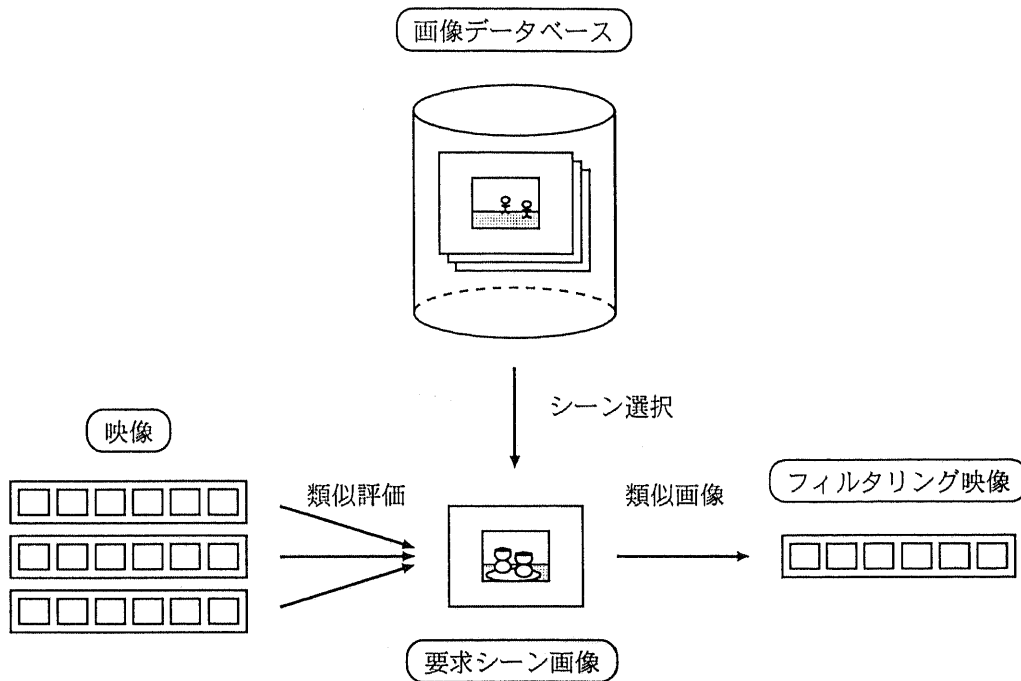 画像データベース
シーン選択
映像
類似評価
類似画像
フィルタリング映像
要求シーン画像